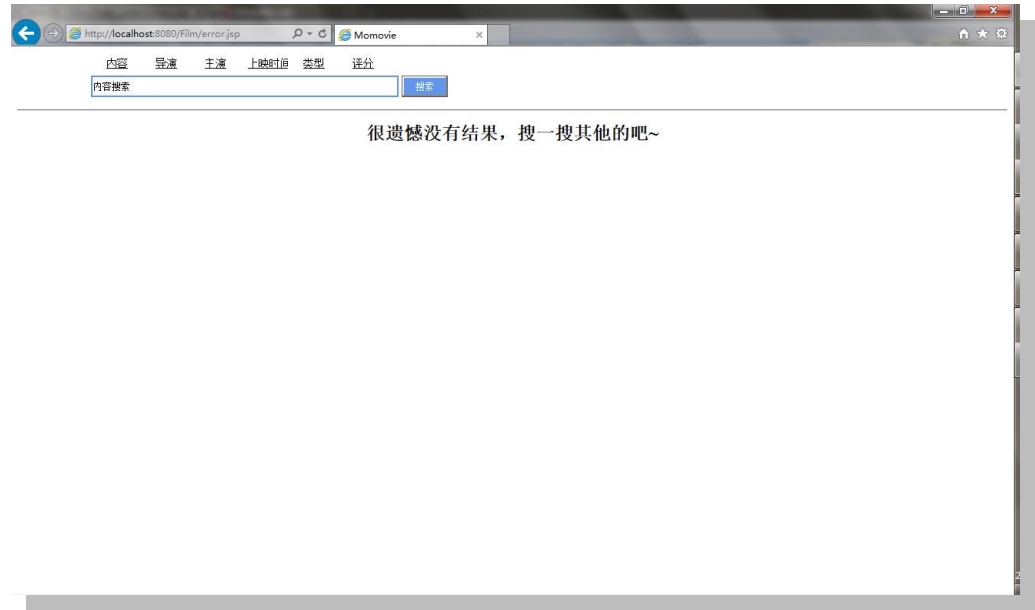 http://localhost:8080/Film/error.jsp
Momovie
内容 导演 主演 上映时间 类型 评分
内容搜索
搜索
很遗憾没有结果，搜一搜其他的吧~
2